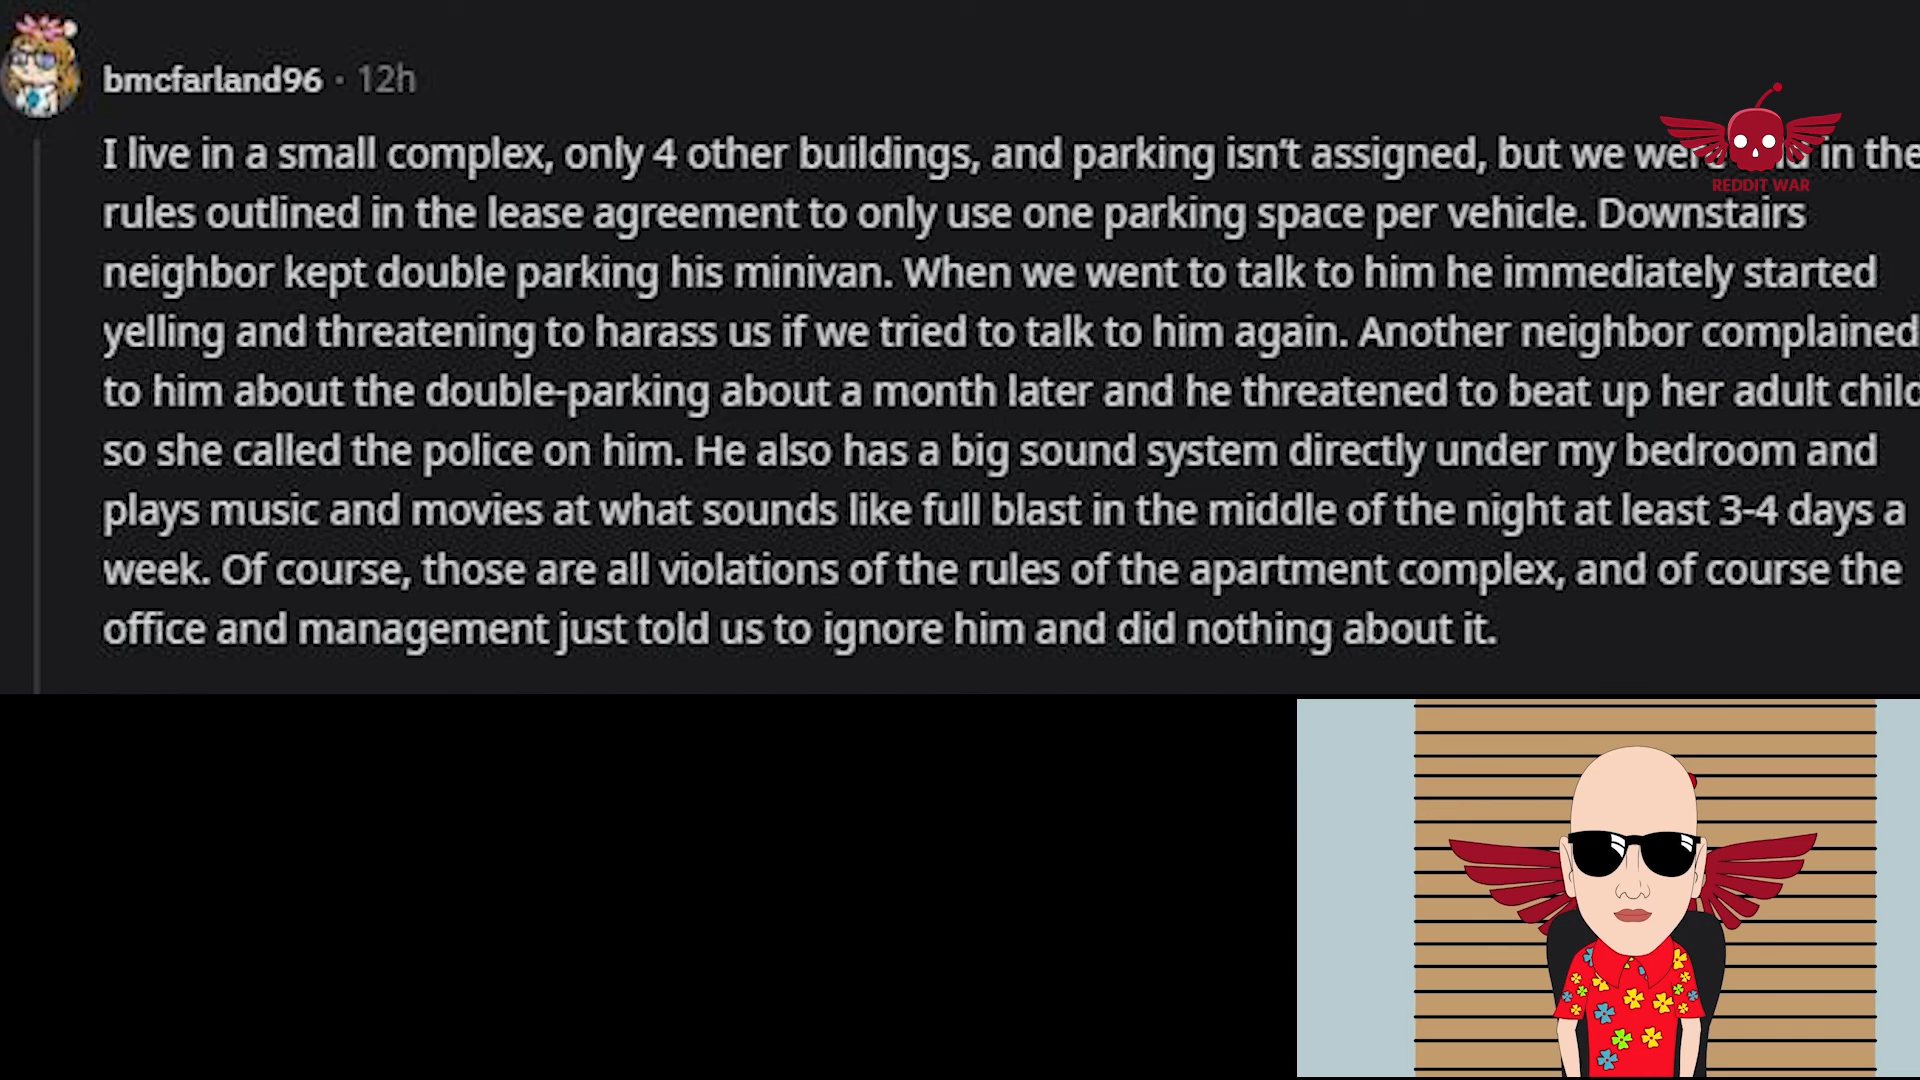 bmcfarland96 · 12h
I live in a small complex, only 4 other buildings, and parking isn't assigned, but we were in the
REDDIT WAR
rules outlined in the lease agreement to only use one parking space per vehicle. Downstairs
neighbor kept double parking his minivan. When we went to talk to him he immediately started
yelling and threatening to harass us if we tried to talk to him again. Another neighbor complained
to him about the double-parking about a month later and he threatened to beat up her adult child
so she called the police on him. He also has a big sound system directly under my bedroom and
plays music and movies at what sounds like full blast in the middle of the night at least 3-4 days a
week. Of course, those are all violations of the rules of the apartment complex, and of course the
office and management just told us to ignore him and did nothing about it.